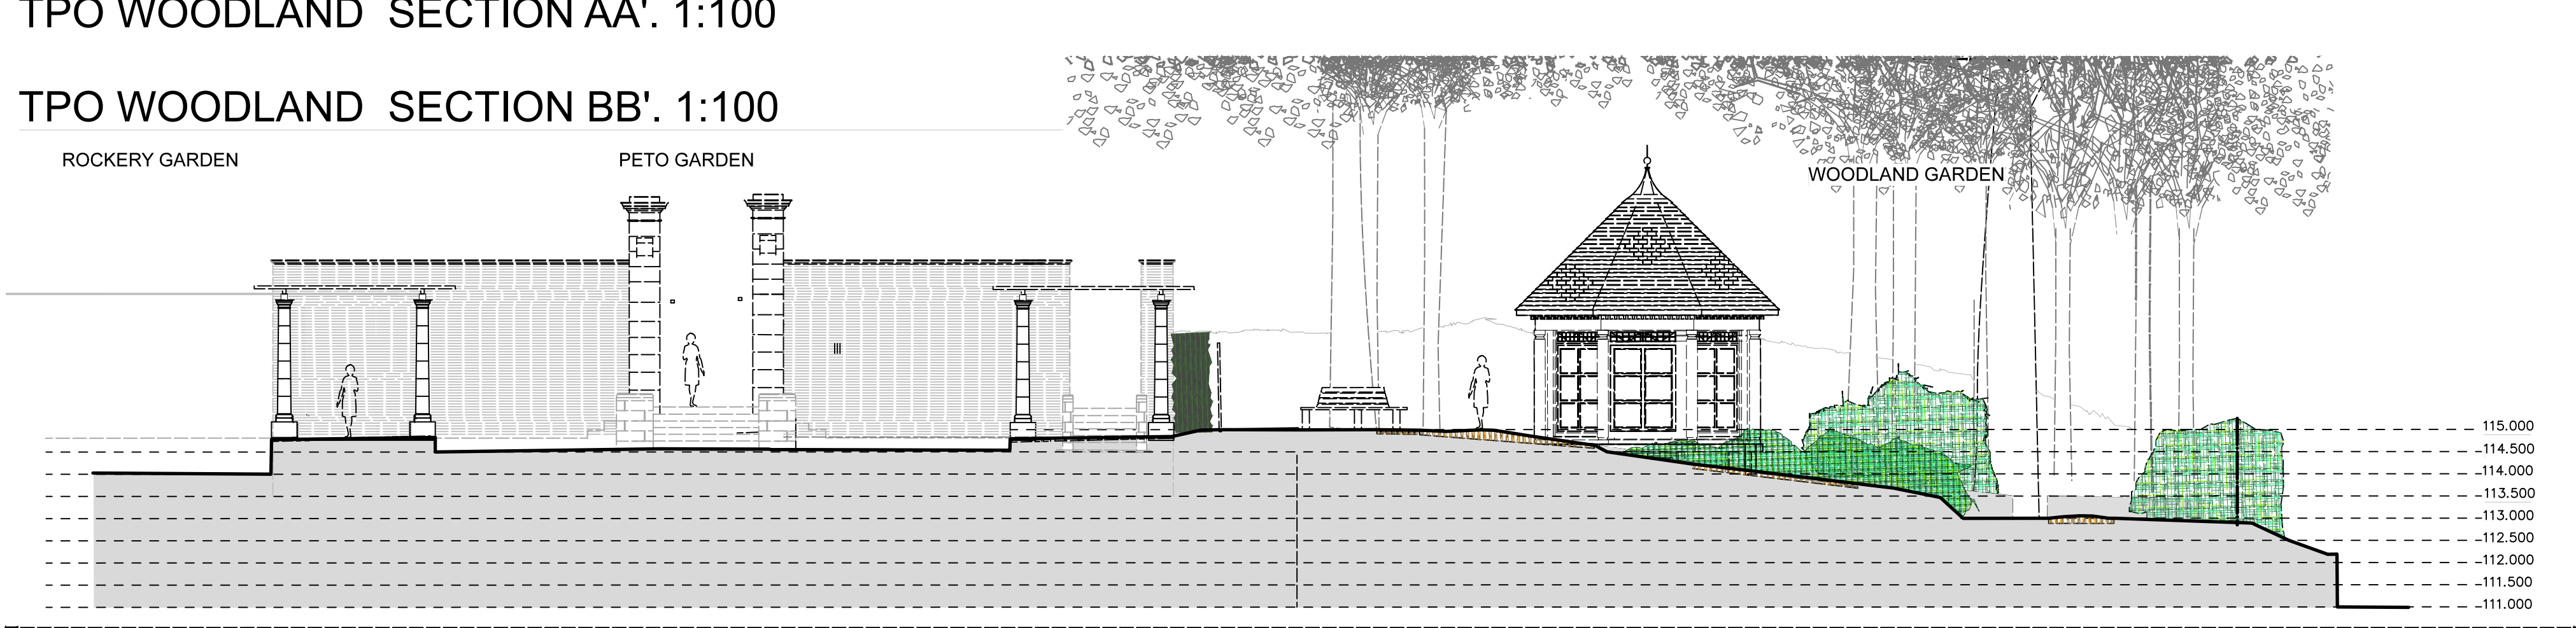 TPO WOODLAND SECTION AA'. 1:100
TPO WOODLAND SECTION BB'. 1:100
ROCKERY GARDEN
PETO GARDEN
WOODLAND GARDEN
115.000
114.500
114.000
113.500
113.000
112.500
112.000
111.500
111.000